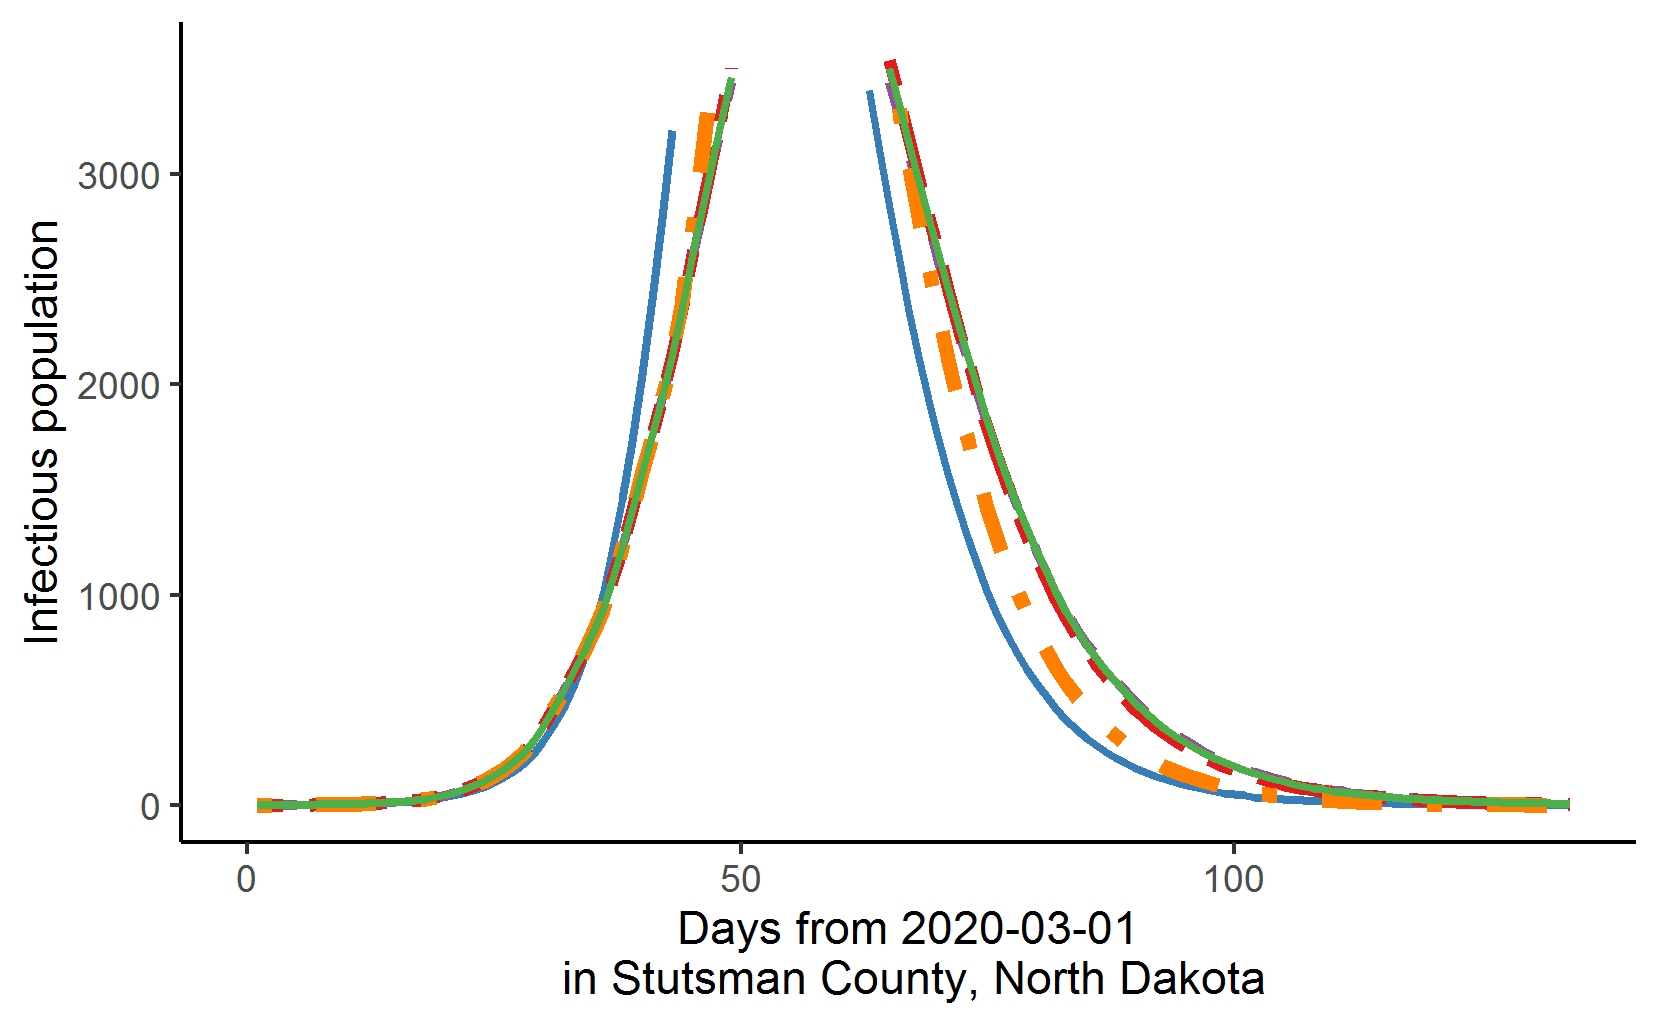 Infectious population
3000
2000
1000
0
0 50 100
Days from 2020-03-01
in Stutsman County, North Dakota